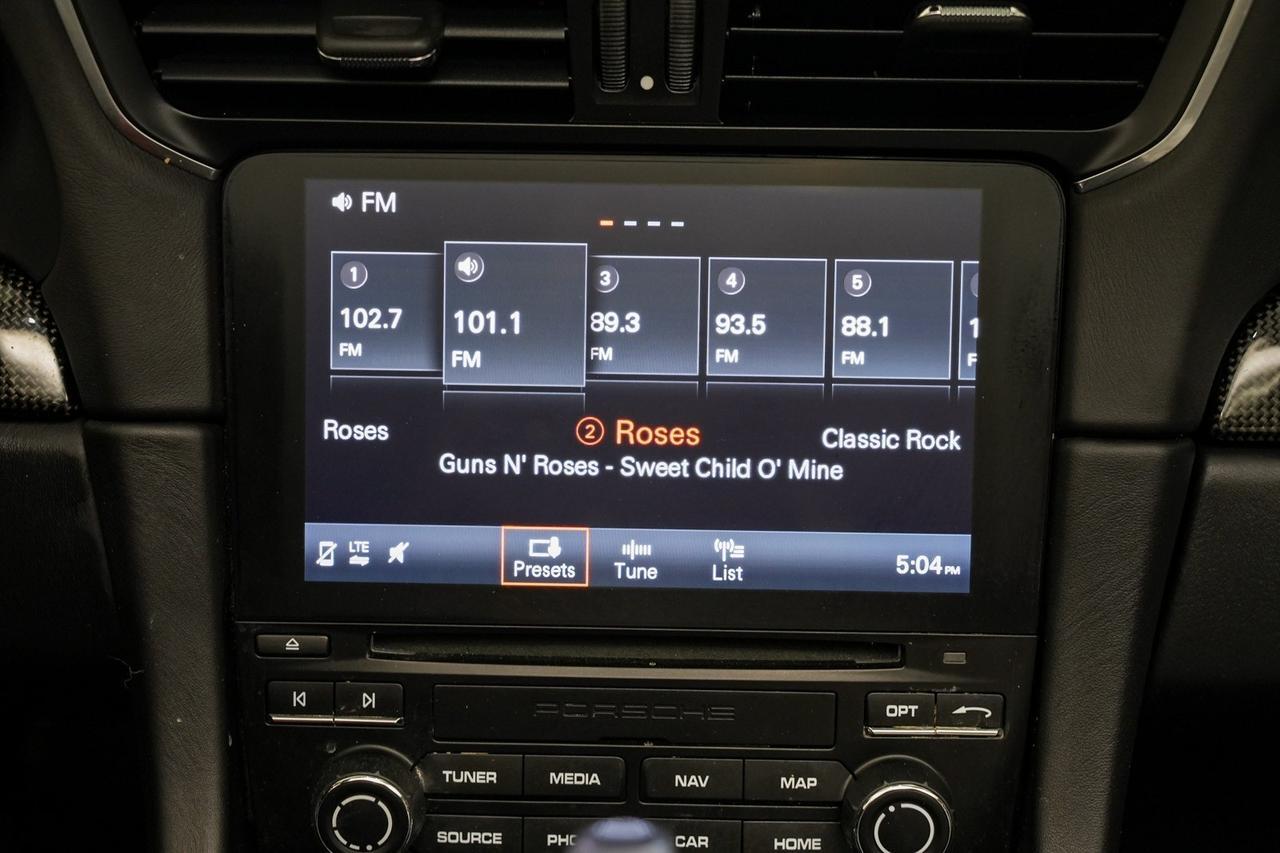 FM
1
3
4
5
102.7
101.1
89.3
93.5
88.1
FM
FM
FM
FM
FM
Roses
2 Roses
Classic Rock
Guns N' Roses - Sweet Child O' Mine
LTE
Presets
Tune
List
5:04 PM
OPT
PORSCHE
TUNER
MEDIA
NAV
MAP
SOURCE
CAR
HOME